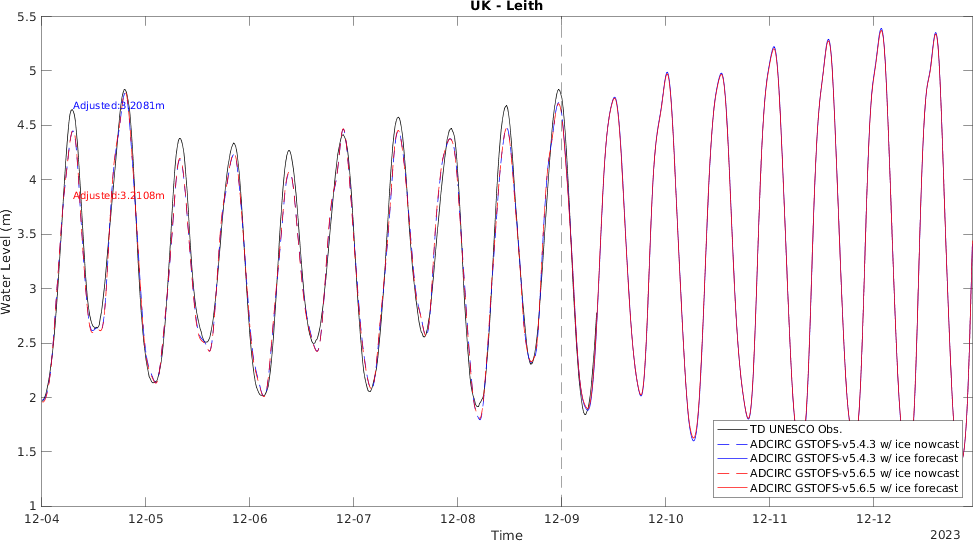 UK - Leith
5.5
5
4.5
4
3.5
3
2.5
2
1.5
1
Water Level (m)
Adjusted:3.2081m
Adjusted:3.2108m
TD UNESCO Obs.
ADCIRC GSTOFS-v5.4.3 w/ ice nowcast
ADCIRC GSTOFS-v5.4.3 w/ ice forecast
ADCIRC GSTOFS-v5.6.5 w/ ice nowcast
ADCIRC GSTOFS-v5.6.5 w/ ice forecast
12-04 12-05 12-06 12-07 12-08 12-09 12-10 12-11 12-12
Time
2023